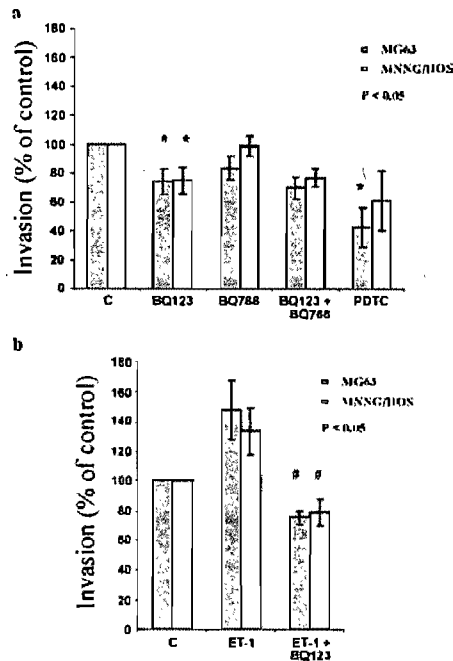 a
180
160
140
120
100
80
60
40
20
0
Invasion (% of control)
MG63
MNNG/HOS
P < 0.05
* *
*
C BQ123 BQ788 BQ123 + BQ788 PDTC
b
180
160
140
120
100
80
60
40
20
0
Invasion (% of control)
MG63
MNNG/HOS
P < 0.05
# #
C ET-1 ET-1 + BQ123